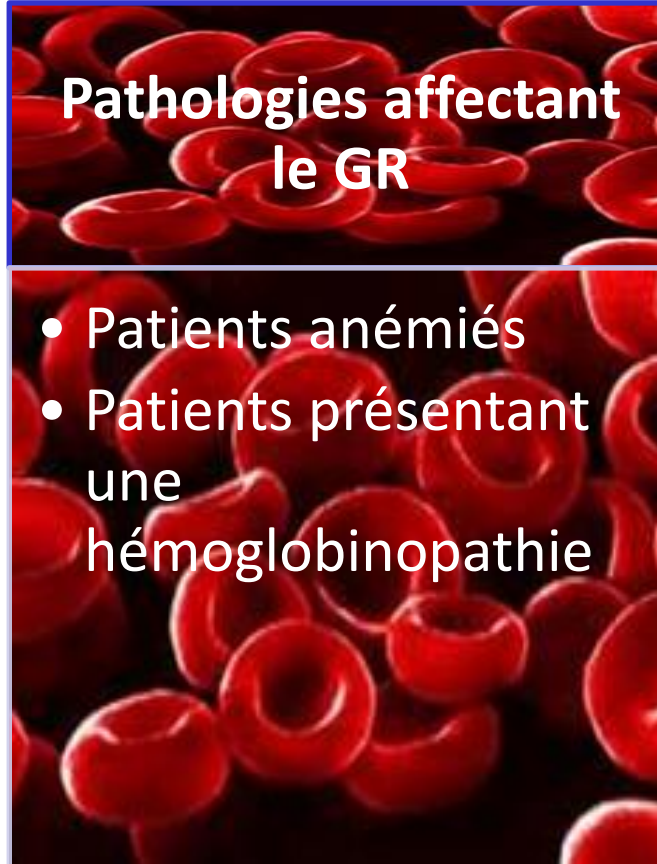 Pathologies affectant
le GR
• Patients anémiés
• Patients présentant
une
hémoglobinopathie